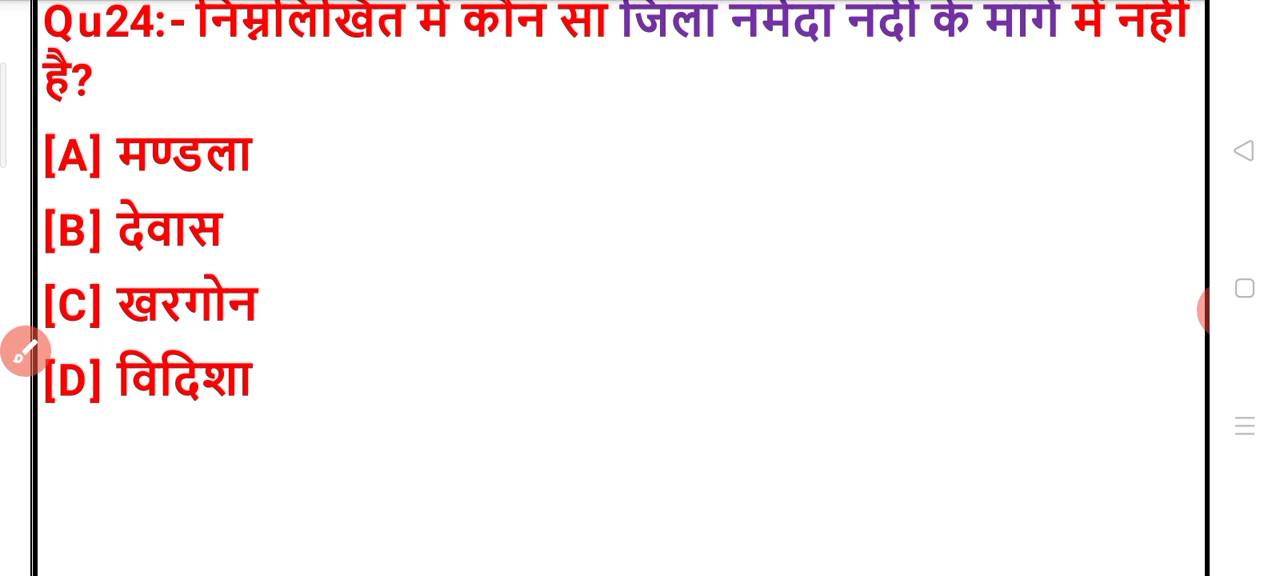 Qu24:- निम्नलिखित में कौन सा जिला नर्मदा नदी के मार्ग में नहीं
है?
[A] मण्डला
[B] देवास
[C] खरगोन
[D] विदिशा